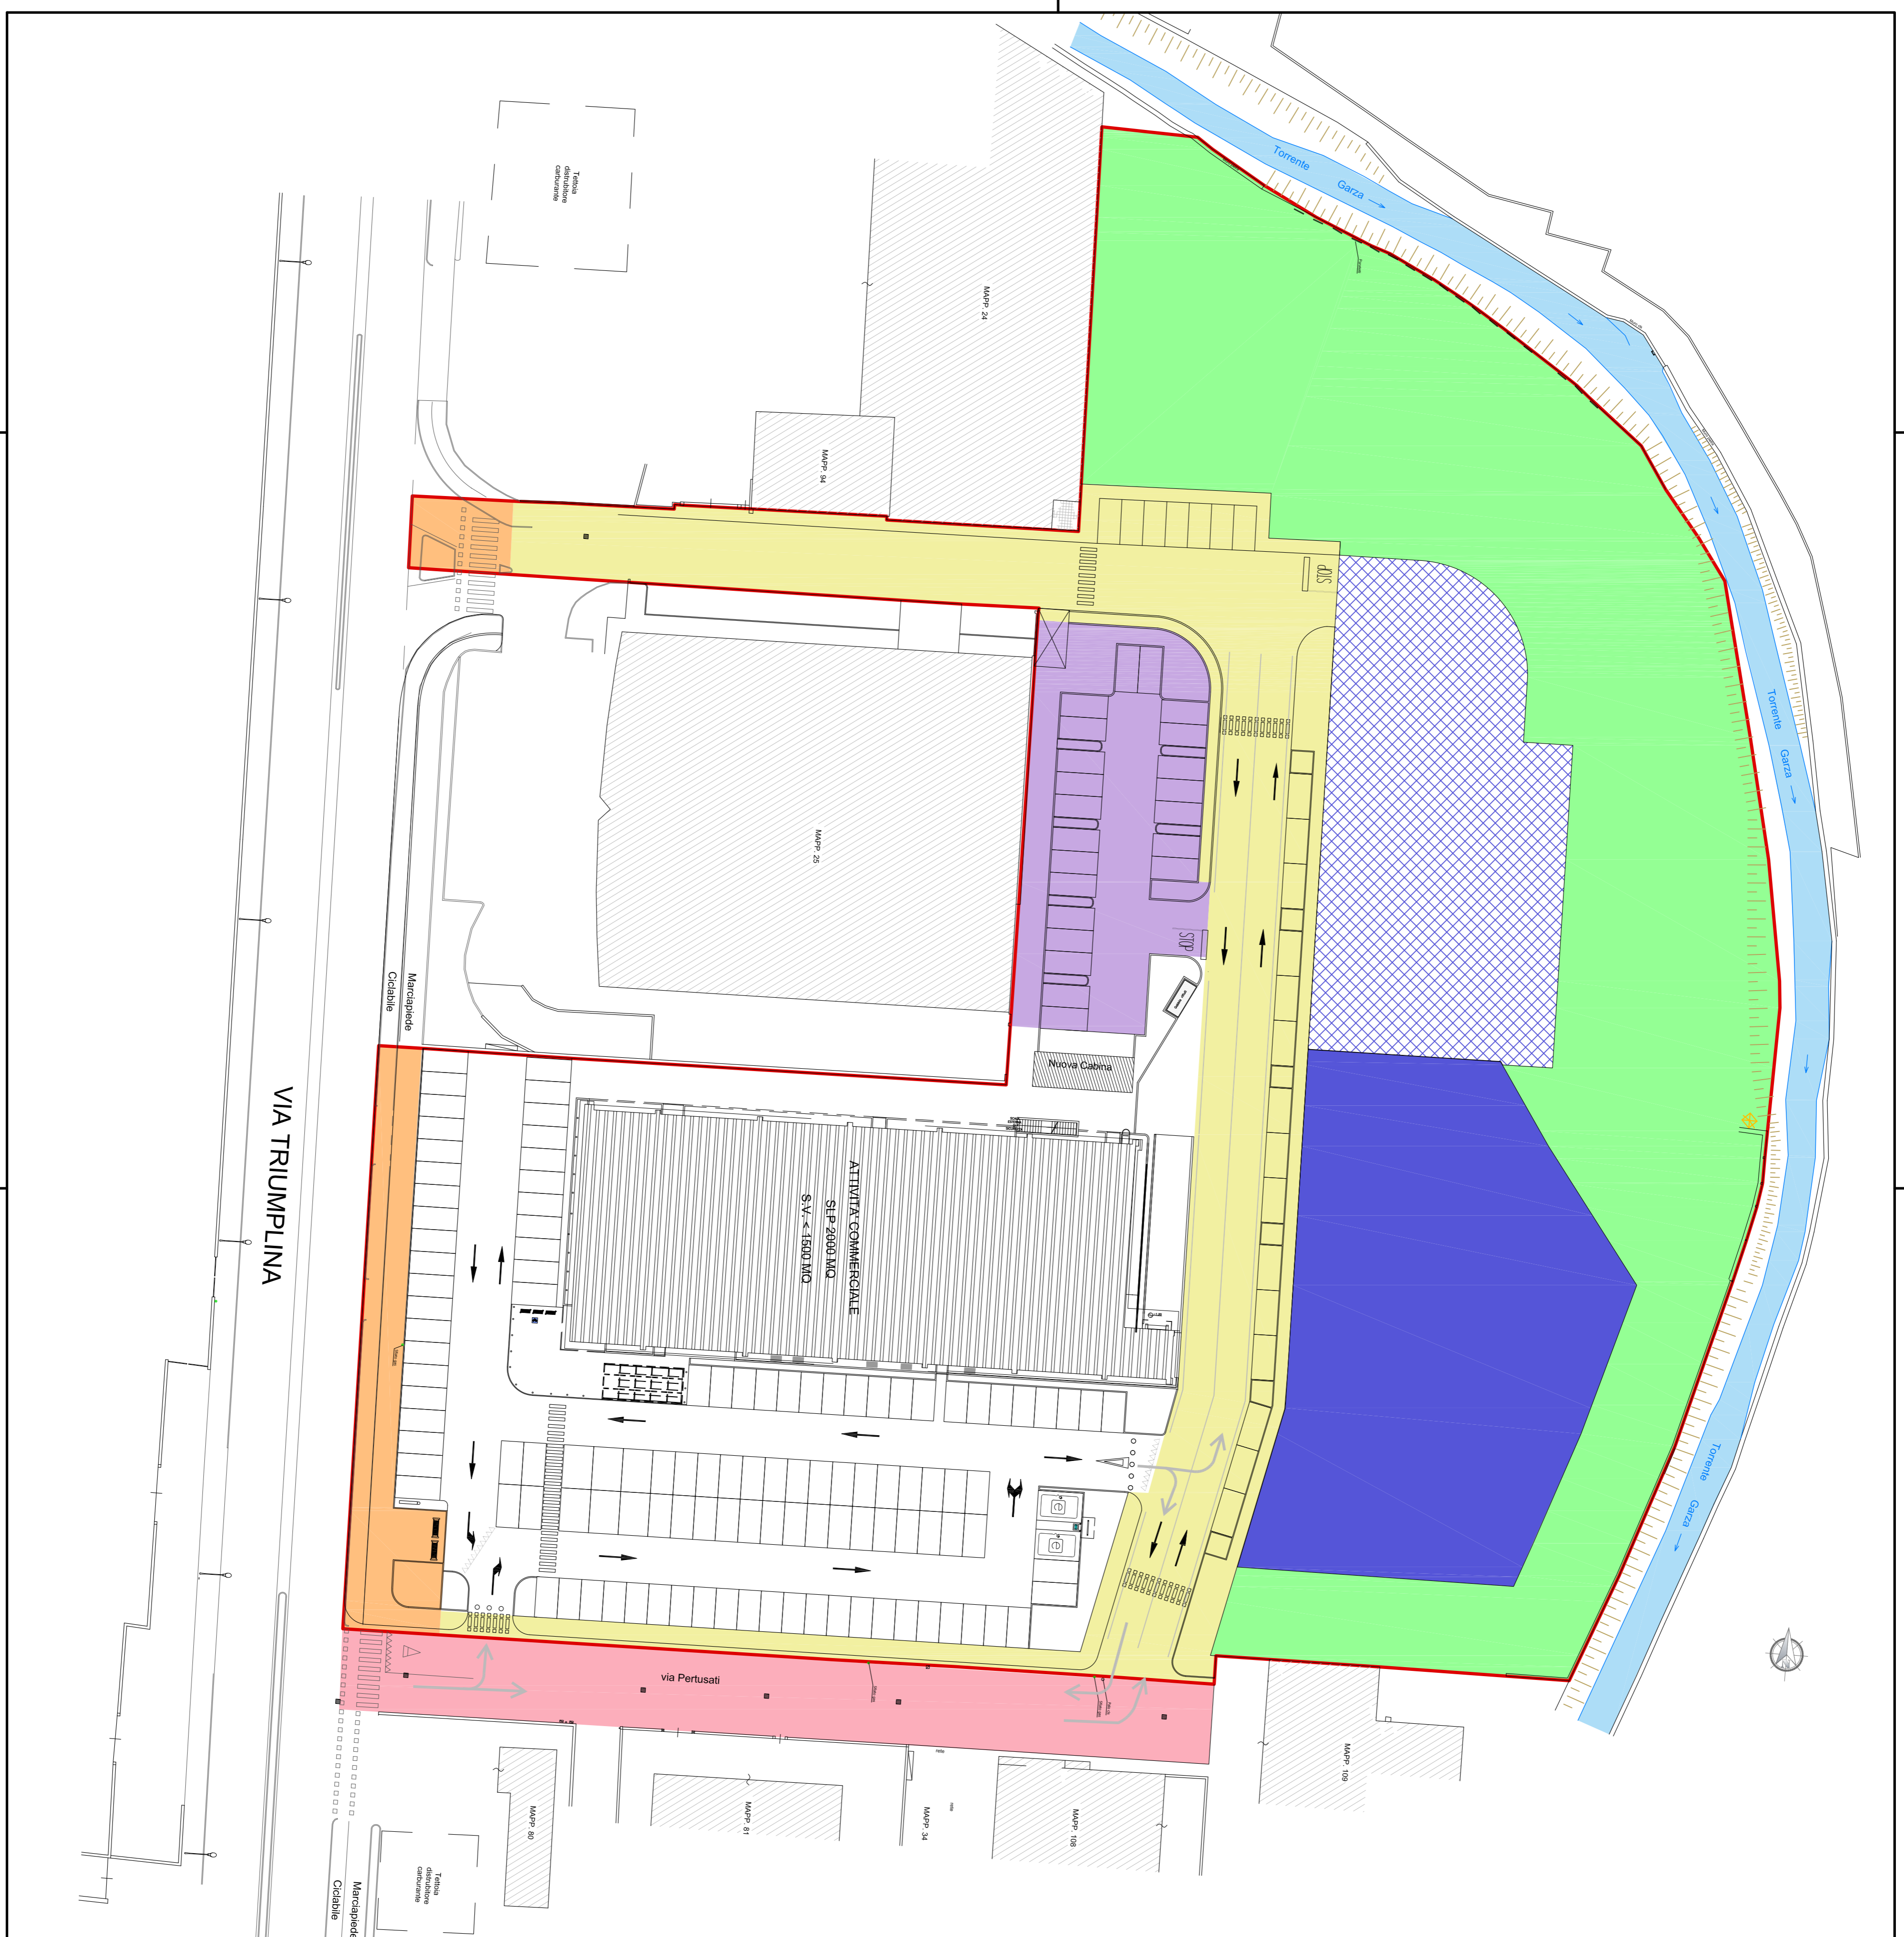 Torrente
Garza
Tettoia
distrubitore
carburante
MAPP. 24
MAPP. 94
STOP
Torrente
Garza
MAPP. 25
STOP
Marciapiede
Ciclabile
Nuova Cabina
VIA TRIUMPLINA
ATTIVITA' COMMERCIALE
SLP 2000 MQ
S.V. < 1500 MQ
e
e
Torrente
Garza
via Pertusati
MAPP. 109
MAPP. 80
MAPP. 81
MAPP. 34
MAPP. 108
Tettoia
distrubitore
carburante
Marciapiede
Ciclabile